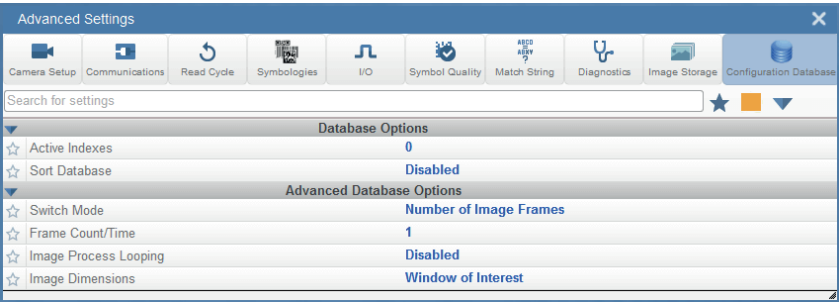 Advanced Settings
Camera Setup Communications Read Cycle Symbologies I/O Symbol Quality Match String Diagnostics Image Storage Configuration Database
Search for settings
Database Options
Active Indexes 0
Sort Database Disabled
Advanced Database Options
Switch Mode Number of Image Frames
Frame Count/Time 1
Image Process Looping Disabled
Image Dimensions Window of Interest